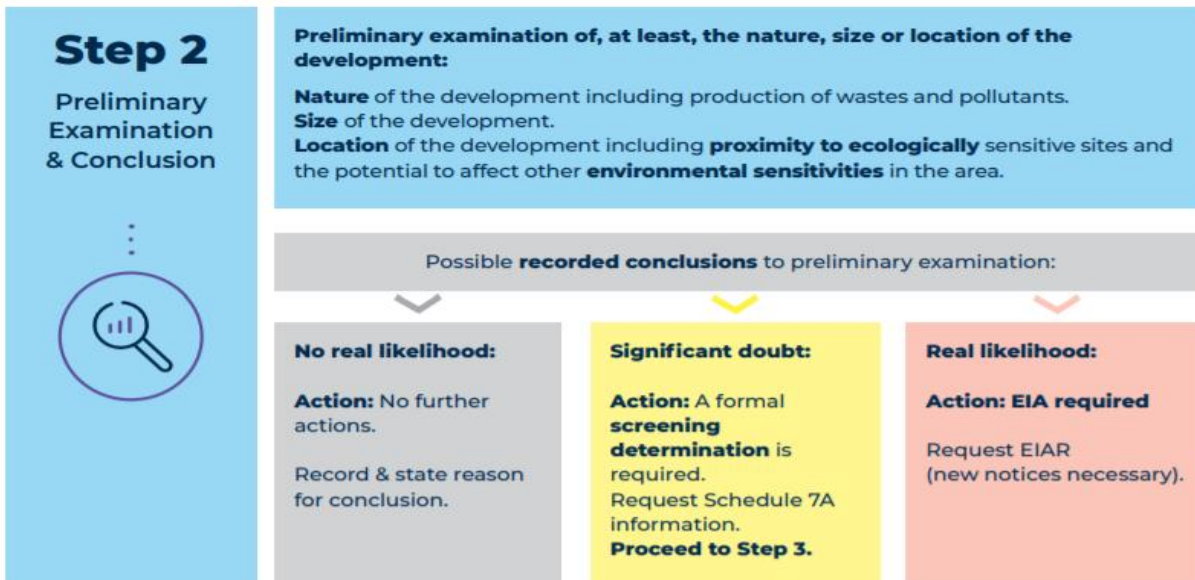 Step 2
Preliminary
Examination
& Conclusion
Preliminary examination of, at least, the nature, size or location of the
development:
Nature of the development including production of wastes and pollutants.
Size of the development.
Location of the development including proximity to ecologically sensitive sites and
the potential to affect other environmental sensitivities in the area.
Possible recorded conclusions to preliminary examination:
No real likelihood:
Action: No further
actions.
Record & state reason
for conclusion.
Significant doubt:
Action: A formal
screening
determination is
required.
Request Schedule 7A
information.
Proceed to Step 3.
Real likelihood:
Action: EIA required
Request EIAR
(new notices necessary).